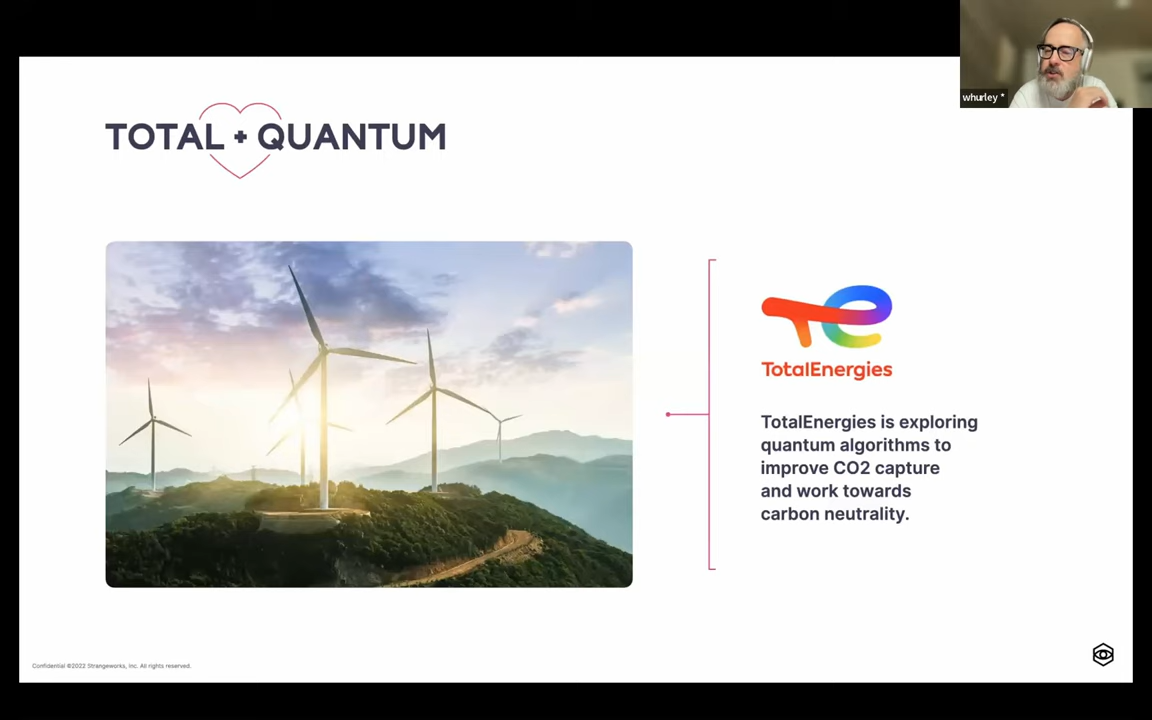 whurley *
TOTAL + QUANTUM
TotalEnergies
TotalEnergies is exploring
quantum algorithms to
improve CO2 capture
and work towards
carbon neutrality.
Confidential ©2022 Strangeworks, Inc. All rights reserved.